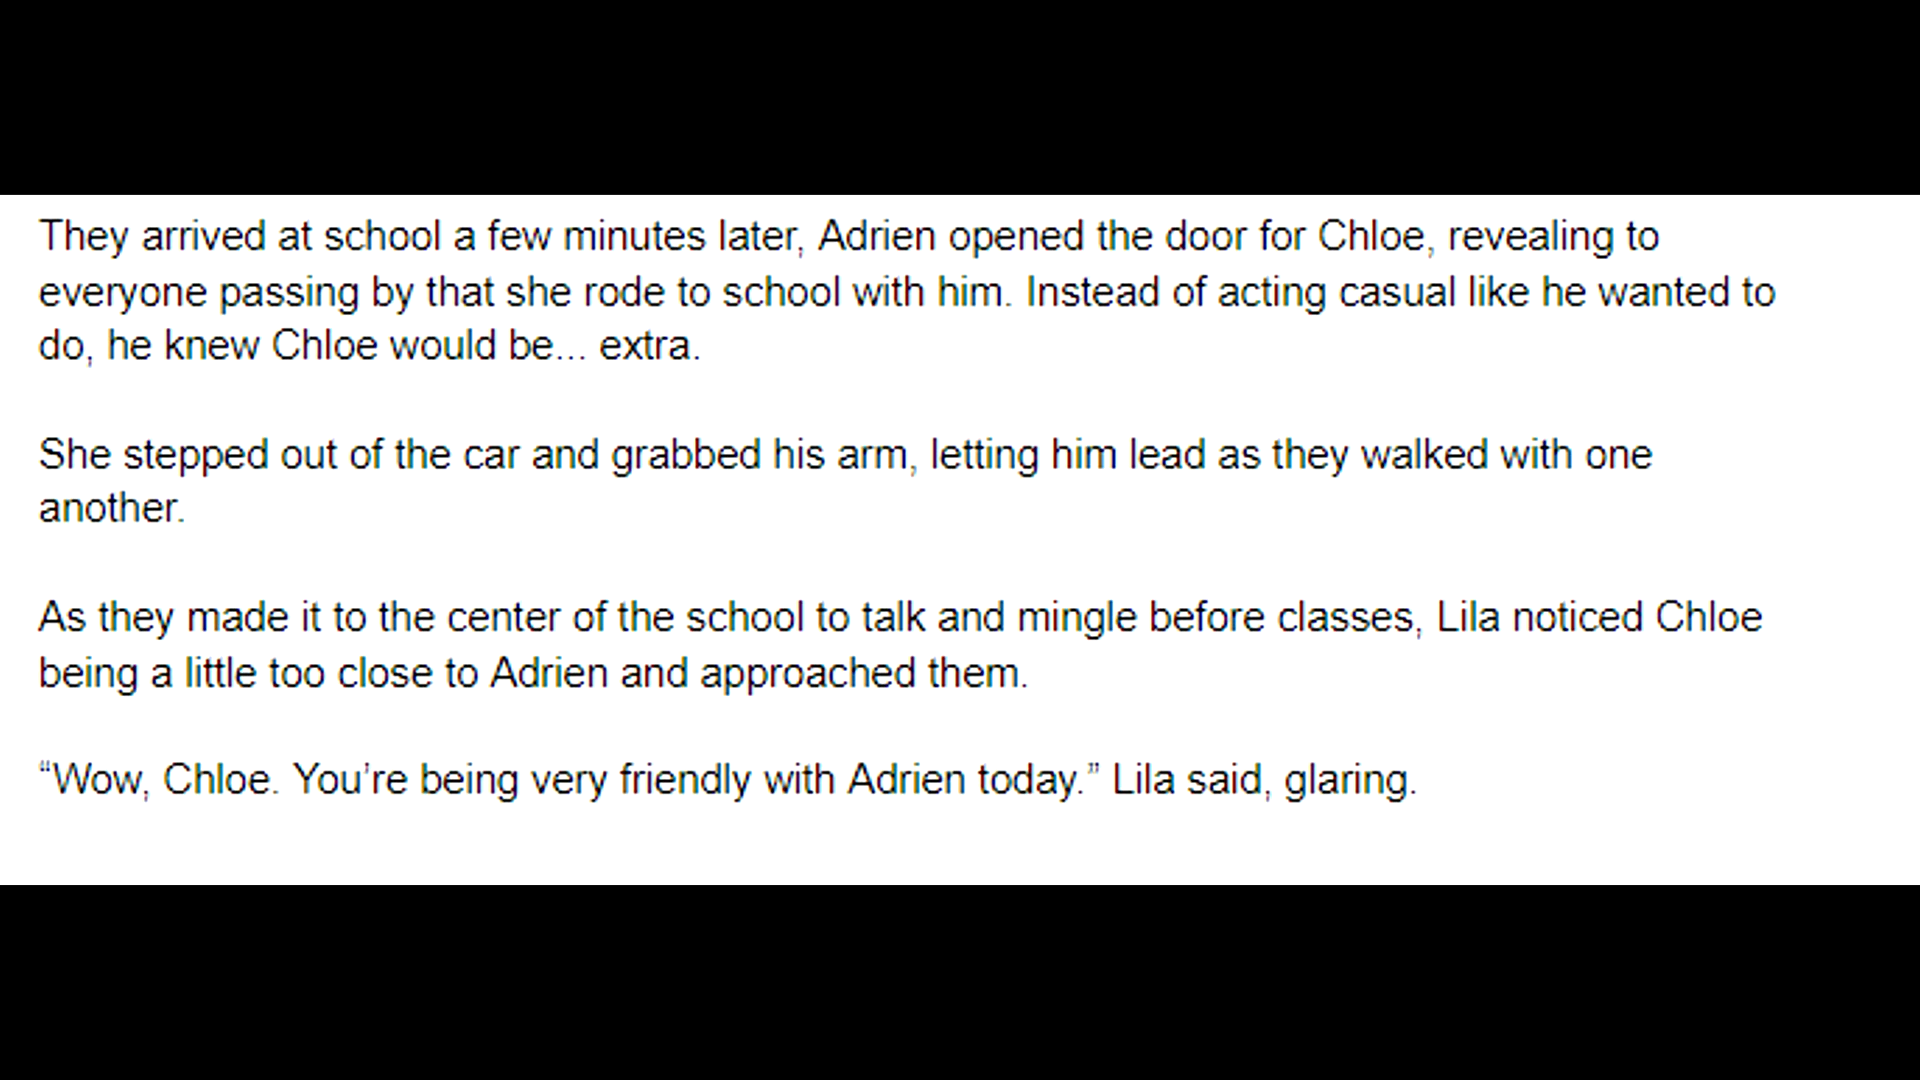 They arrived at school a few minutes later, Adrien opened the door for Chloe, revealing to
everyone passing by that she rode to school with him. Instead of acting casual like he wanted to
do, he knew Chloe would be... extra.
She stepped out of the car and grabbed his arm, letting him lead as they walked with one
another.
As they made it to the center of the school to talk and mingle before classes, Lila noticed Chloe
being a little too close to Adrien and approached them.
“Wow, Chloe. You’re being very friendly with Adrien today.” Lila said, glaring.